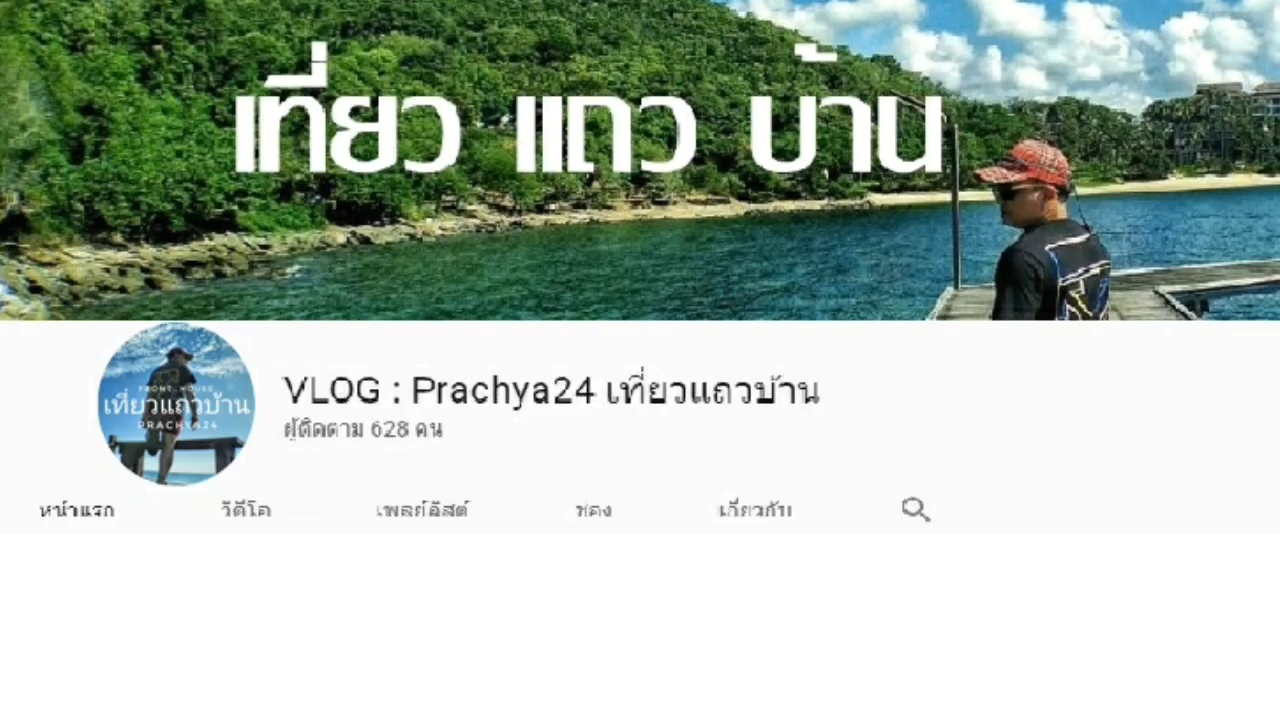 เที่ยว แถว บ้าน
FRONT HOUSE
เที่ยวแถวบ้าน
PRACHYA24
VLOG : Prachya24 เที่ยวแถวบ้าน
ผู้ติดตาม 628 คน
หน้าแรก วิดีโอ เพลย์ลิสต์ ช่อง เกี่ยวกับ